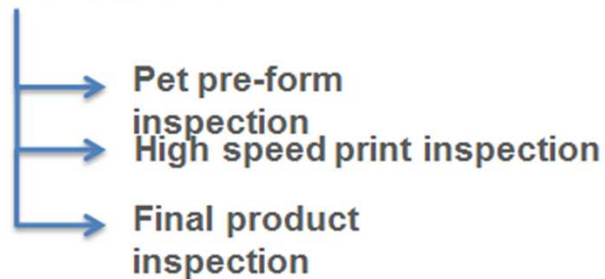 Pet pre-form
inspection
High speed print inspection
Final product
inspection